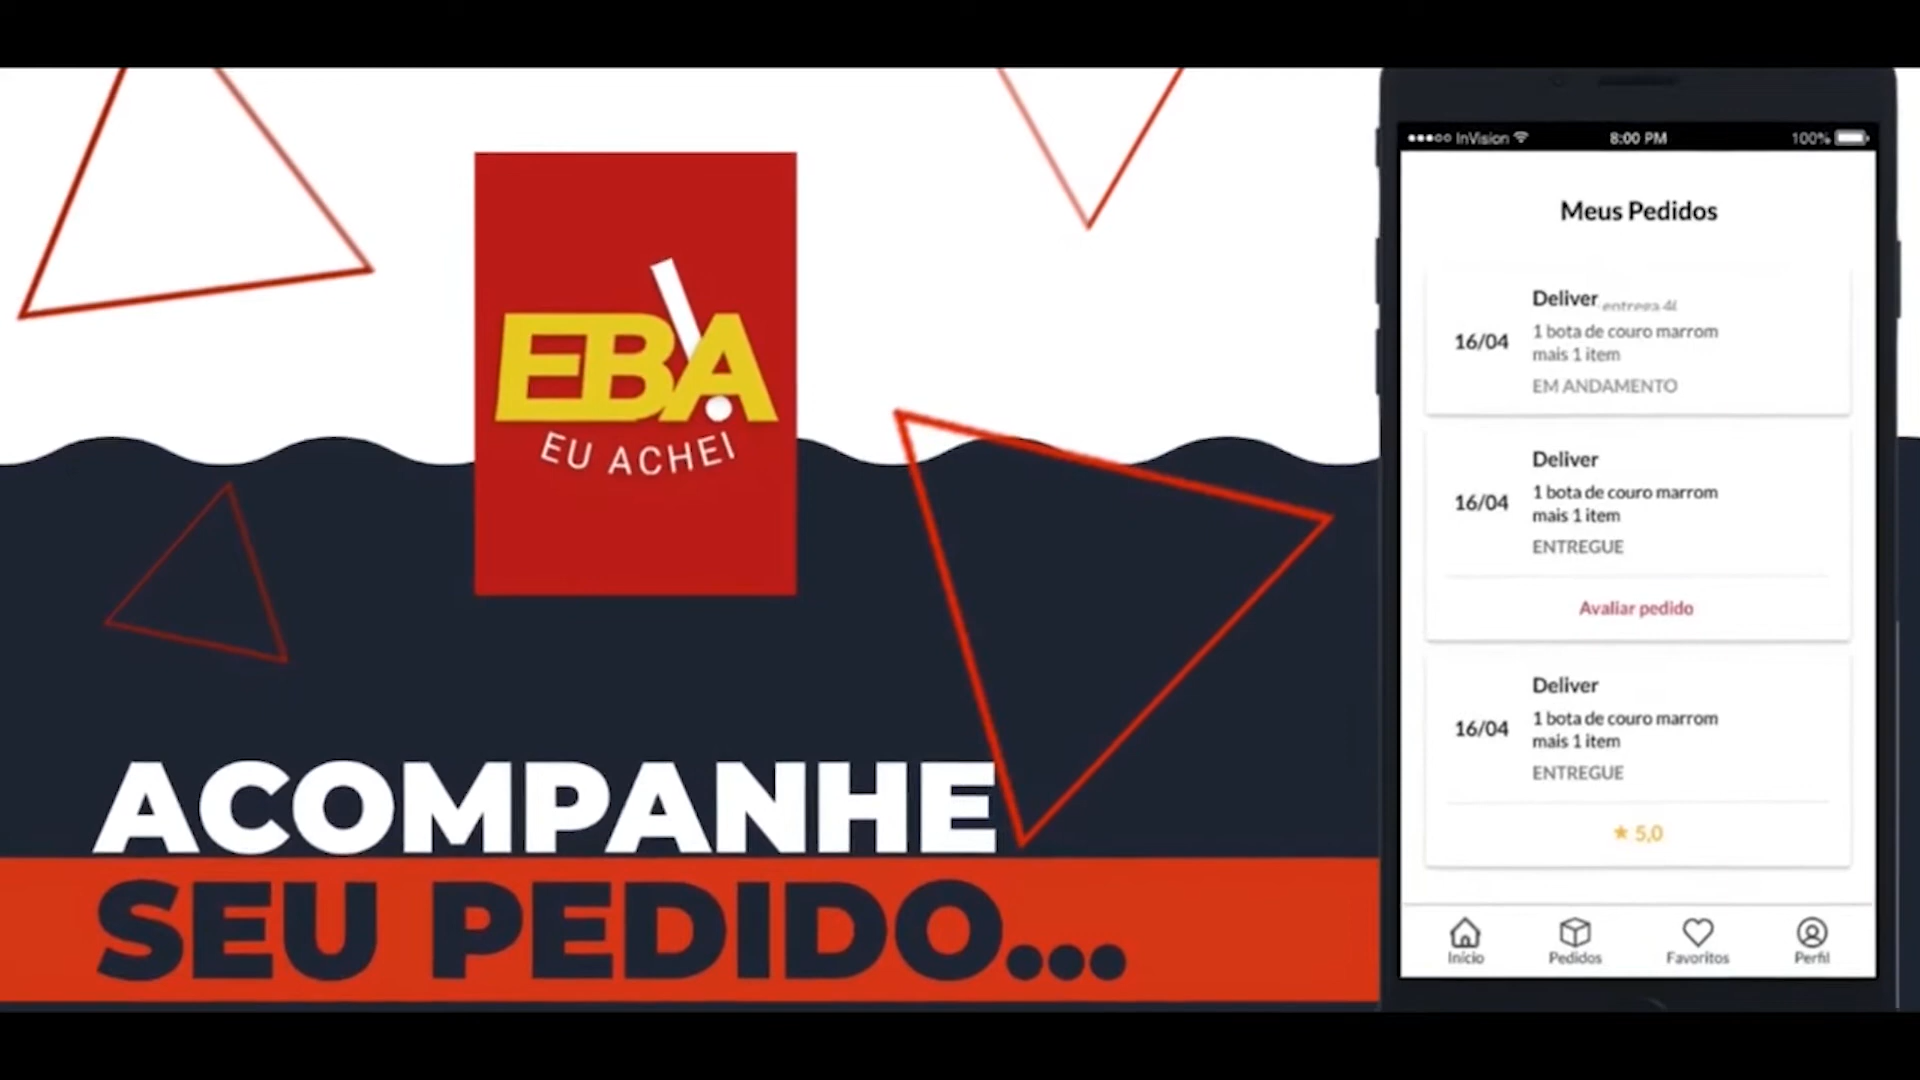 EBA!
EU ACHEI
ACOMPANHE
SEU PEDIDO...
InVision 8:00 PM 100%
Meus Pedidos
Deliver
16/04
1 bota de couro marrom
mais 1 item
EM ANDAMENTO
Deliver
16/04
1 bota de couro marrom
mais 1 item
ENTREGUE
Avaliar pedido
Deliver
16/04
1 bota de couro marrom
mais 1 item
ENTREGUE
★ 5,0
Início Pedidos Favoritos Perfil